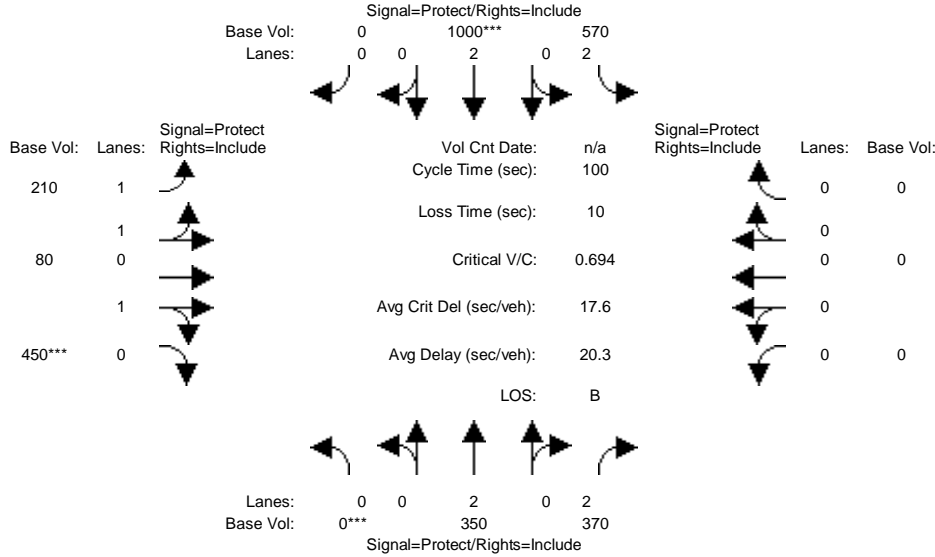 Signal=Protect/Rights=Include
Base Vol: 0 1000*** 570
Lanes: 0 0 2 0 2
Signal=Protect Signal=Protect
Base Vol: Lanes: Rights=Include Vol Cnt Date: n/a Rights=Include Lanes: Base Vol:
Cycle Time (sec): 100
210 1 0 0
Loss Time (sec): 10
1 0
80 0 Critical V/C: 0.694 0 0
1 Avg Crit Del (sec/veh): 17.6 0
450*** 0 Avg Delay (sec/veh): 20.3 0 0
LOS: B
Lanes: 0 0 2 0 2
Base Vol: 0*** 350 370
Signal=Protect/Rights=Include